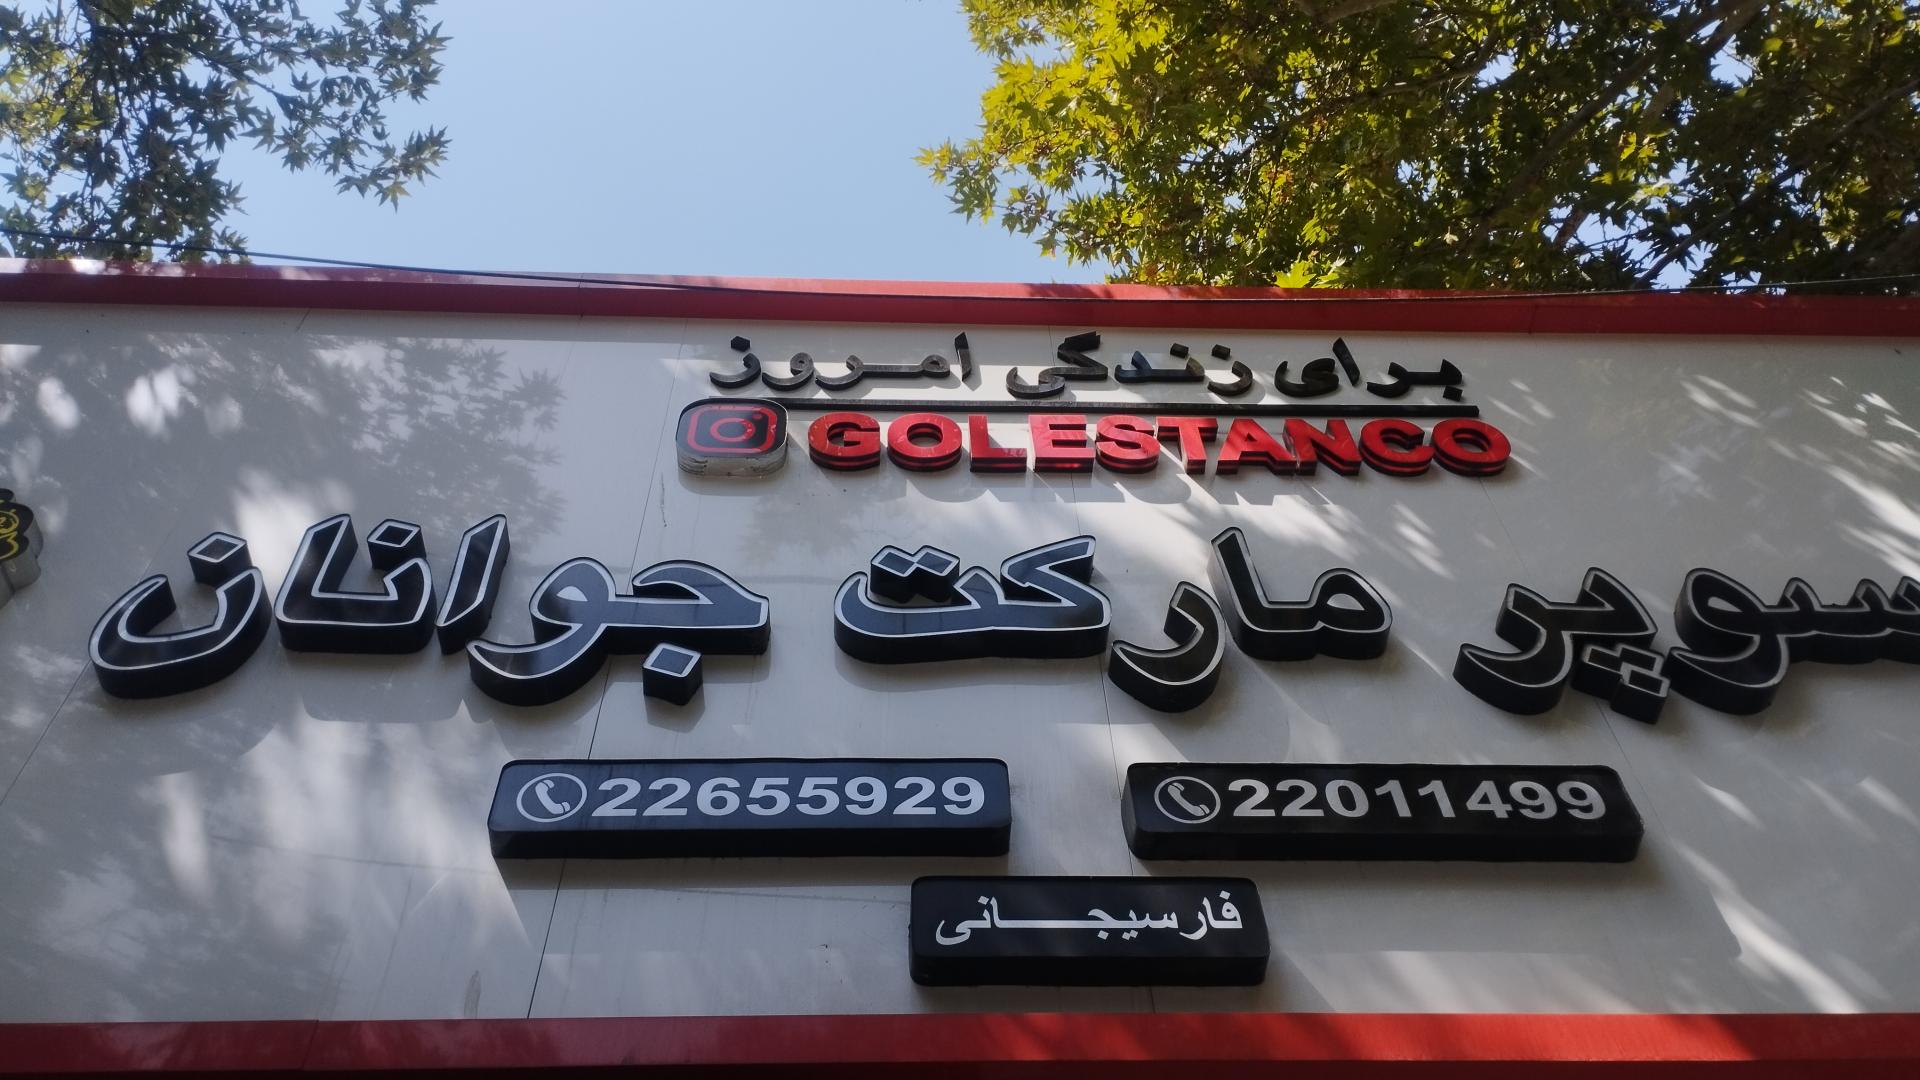 برای زندگی امروز
GOLESTANCO
سوپر مارکت جوانان
22655929 22011499
فارسیجانی